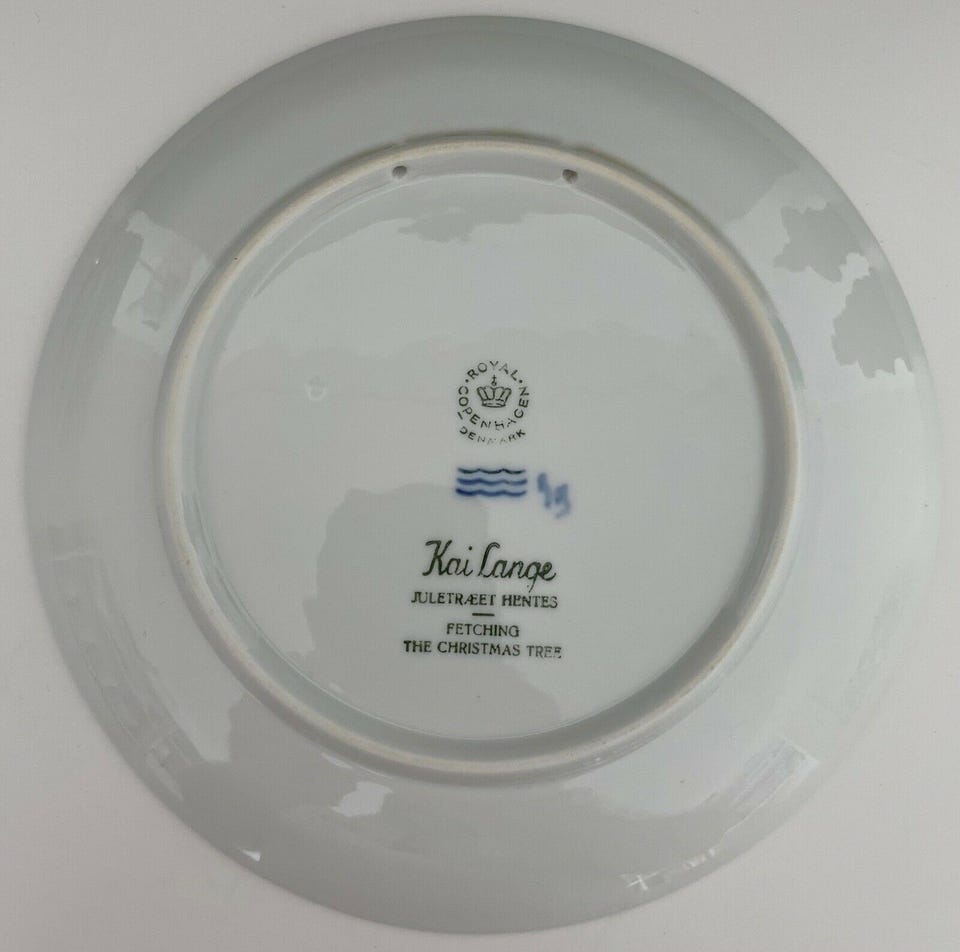 ROYAL
COPENHAGEN
DENMARK
Kai Lange
JULETRÆET HENTES
FETCHING
THE CHRISTMAS TREE